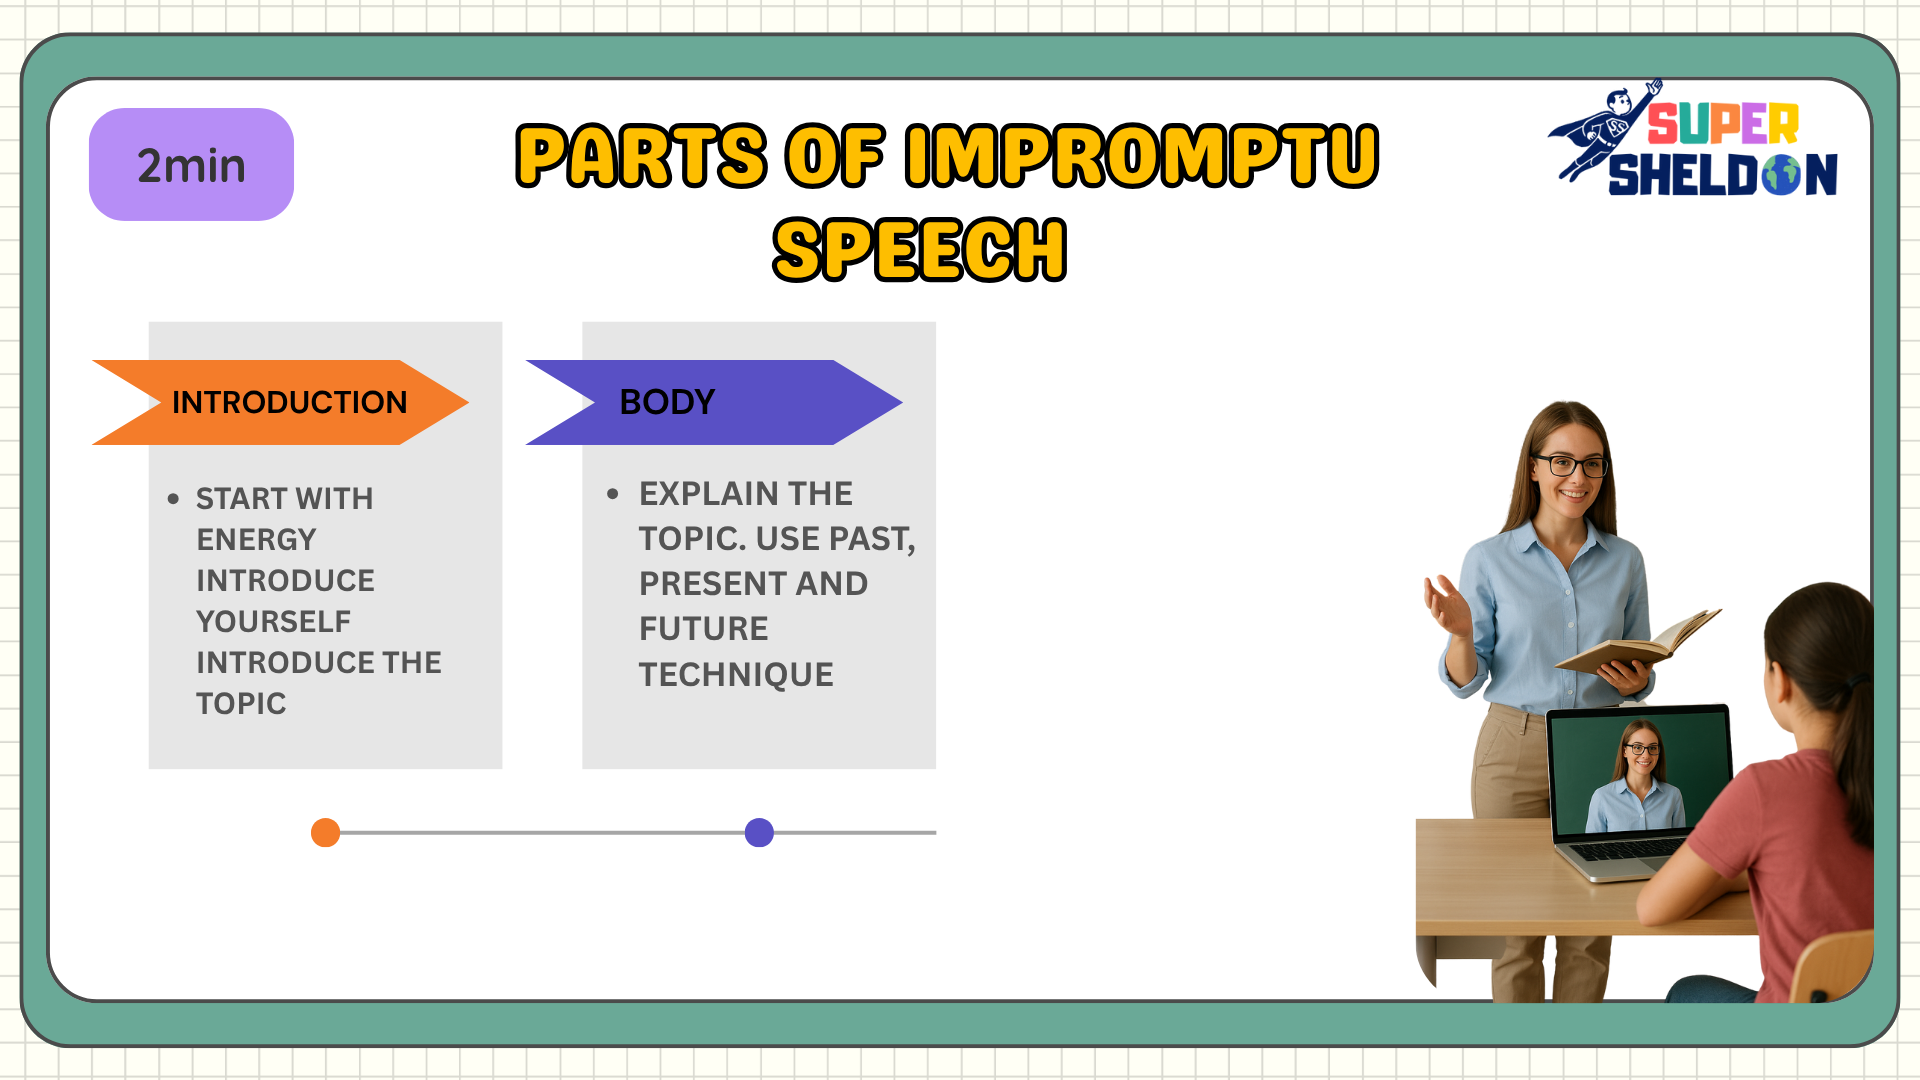 2min
PARTS OF IMPROMPTU
SPEECH
SUPER
SHELDON
INTRODUCTION
• START WITH
ENERGY
INTRODUCE
YOURSELF
INTRODUCE THE
TOPIC
BODY
• EXPLAIN THE
TOPIC. USE PAST,
PRESENT AND
FUTURE
TECHNIQUE